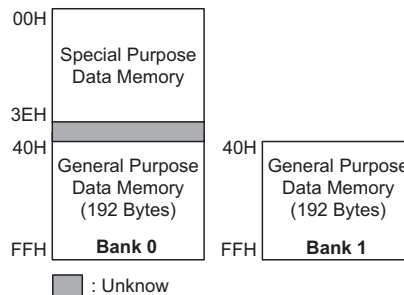 00H
Special Purpose
Data Memory
3EH
40H
General Purpose
Data Memory
(192 Bytes)
FFH
Bank 0
40H
General Purpose
Data Memory
(192 Bytes)
FFH
Bank 1
: Unknow